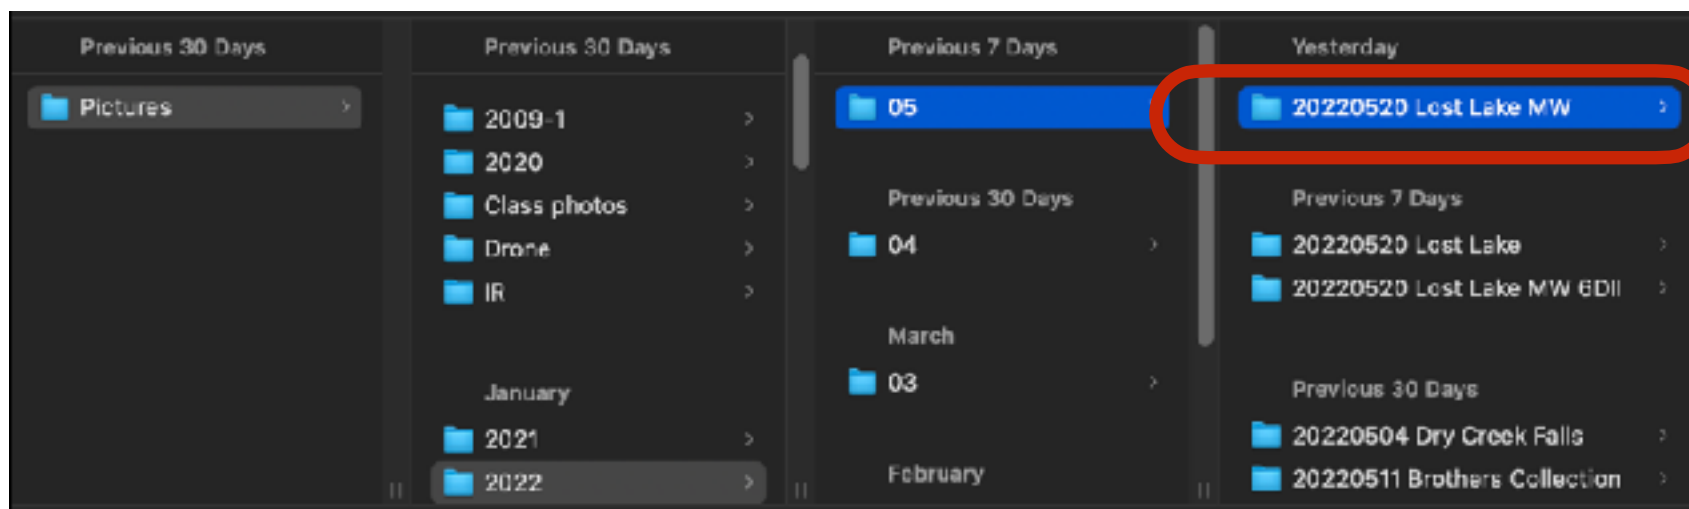 Previous 30 Days
Pictures
Previous 30 Days
2009-1
2020
Class photos
Drone
IR
January
2021
2022
Previous 7 Days
05
Previous 30 Days
04
March
03
February
Yesterday
20220520 Lost Lake MW
Previous 7 Days
20220520 Lost Lake
20220520 Lost Lake MW 6DII
Previous 30 Days
20220504 Dry Creek Falls
20220511 Brothers Collection